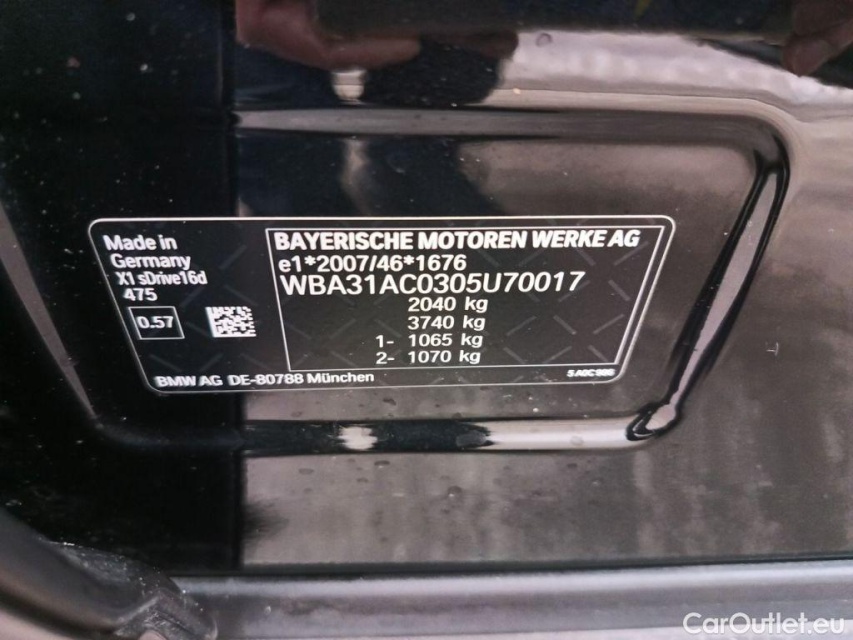 Made in
Germany
X1 sDrive16d
475
0.57
BAYERISCHE MOTOREN WERKE AG
e1*2007/46*1676
WBA31AC0305U70017
2040 kg
3740 kg
1- 1065 kg
2- 1070 kg
BMW AG DE-80788 München
CarOutlet.eu